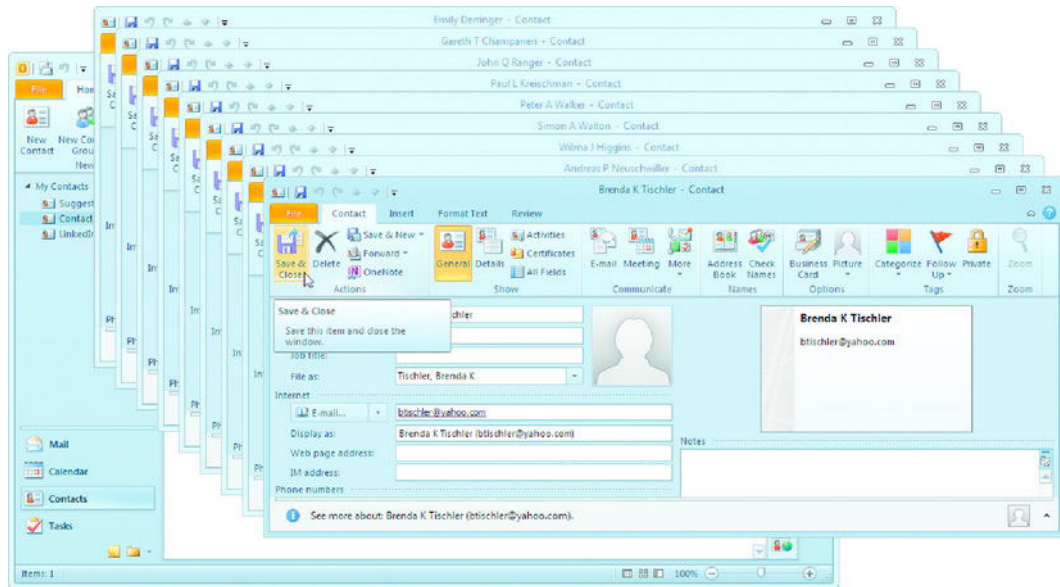 Emily Derringer - Contact
Gareth T Champaneri - Contact
John Q Ranger - Contact
Paul L Kreischman - Contact
Peter A Walker - Contact
Simon A Walton - Contact
Wilma J Higgins - Contact
Andreas P Neuschwiller - Contact
Brenda K Tischler - Contact
File
File Contact Insert Format Text Review
New Contact
New
My Contacts
Suggest
Contact
LinkedIn
Save & Close
Delete
Save & New
Forward
OneNote
Actions
General
Details
Activities
Certificates
All Fields
Show
E-mail Meeting More
Communicate
Address Book
Check Names
Names
Business Card
Picture
Options
Categorize
Follow Up
Private
Tags
Zoom
Zoom
Save & Close
Save this item and close the
window.
Job title:
File as: Tischler, Brenda K
Internet
E-mail... btischler@yahoo.com
Display as: Brenda K Tischler (btischler@yahoo.com)
Web page address:
IM address:
Phone numbers
Brenda K Tischler
btischler@yahoo.com
Notes
See more about: Brenda K Tischler (btischler@yahoo.com).
Mail
Calendar
Contacts
Tasks
Items: 1
100%